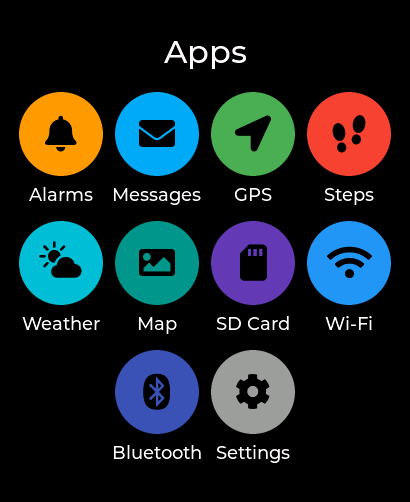 Apps
Alarms Messages GPS Steps
Weather Map SD Card Wi-Fi
Bluetooth Settings